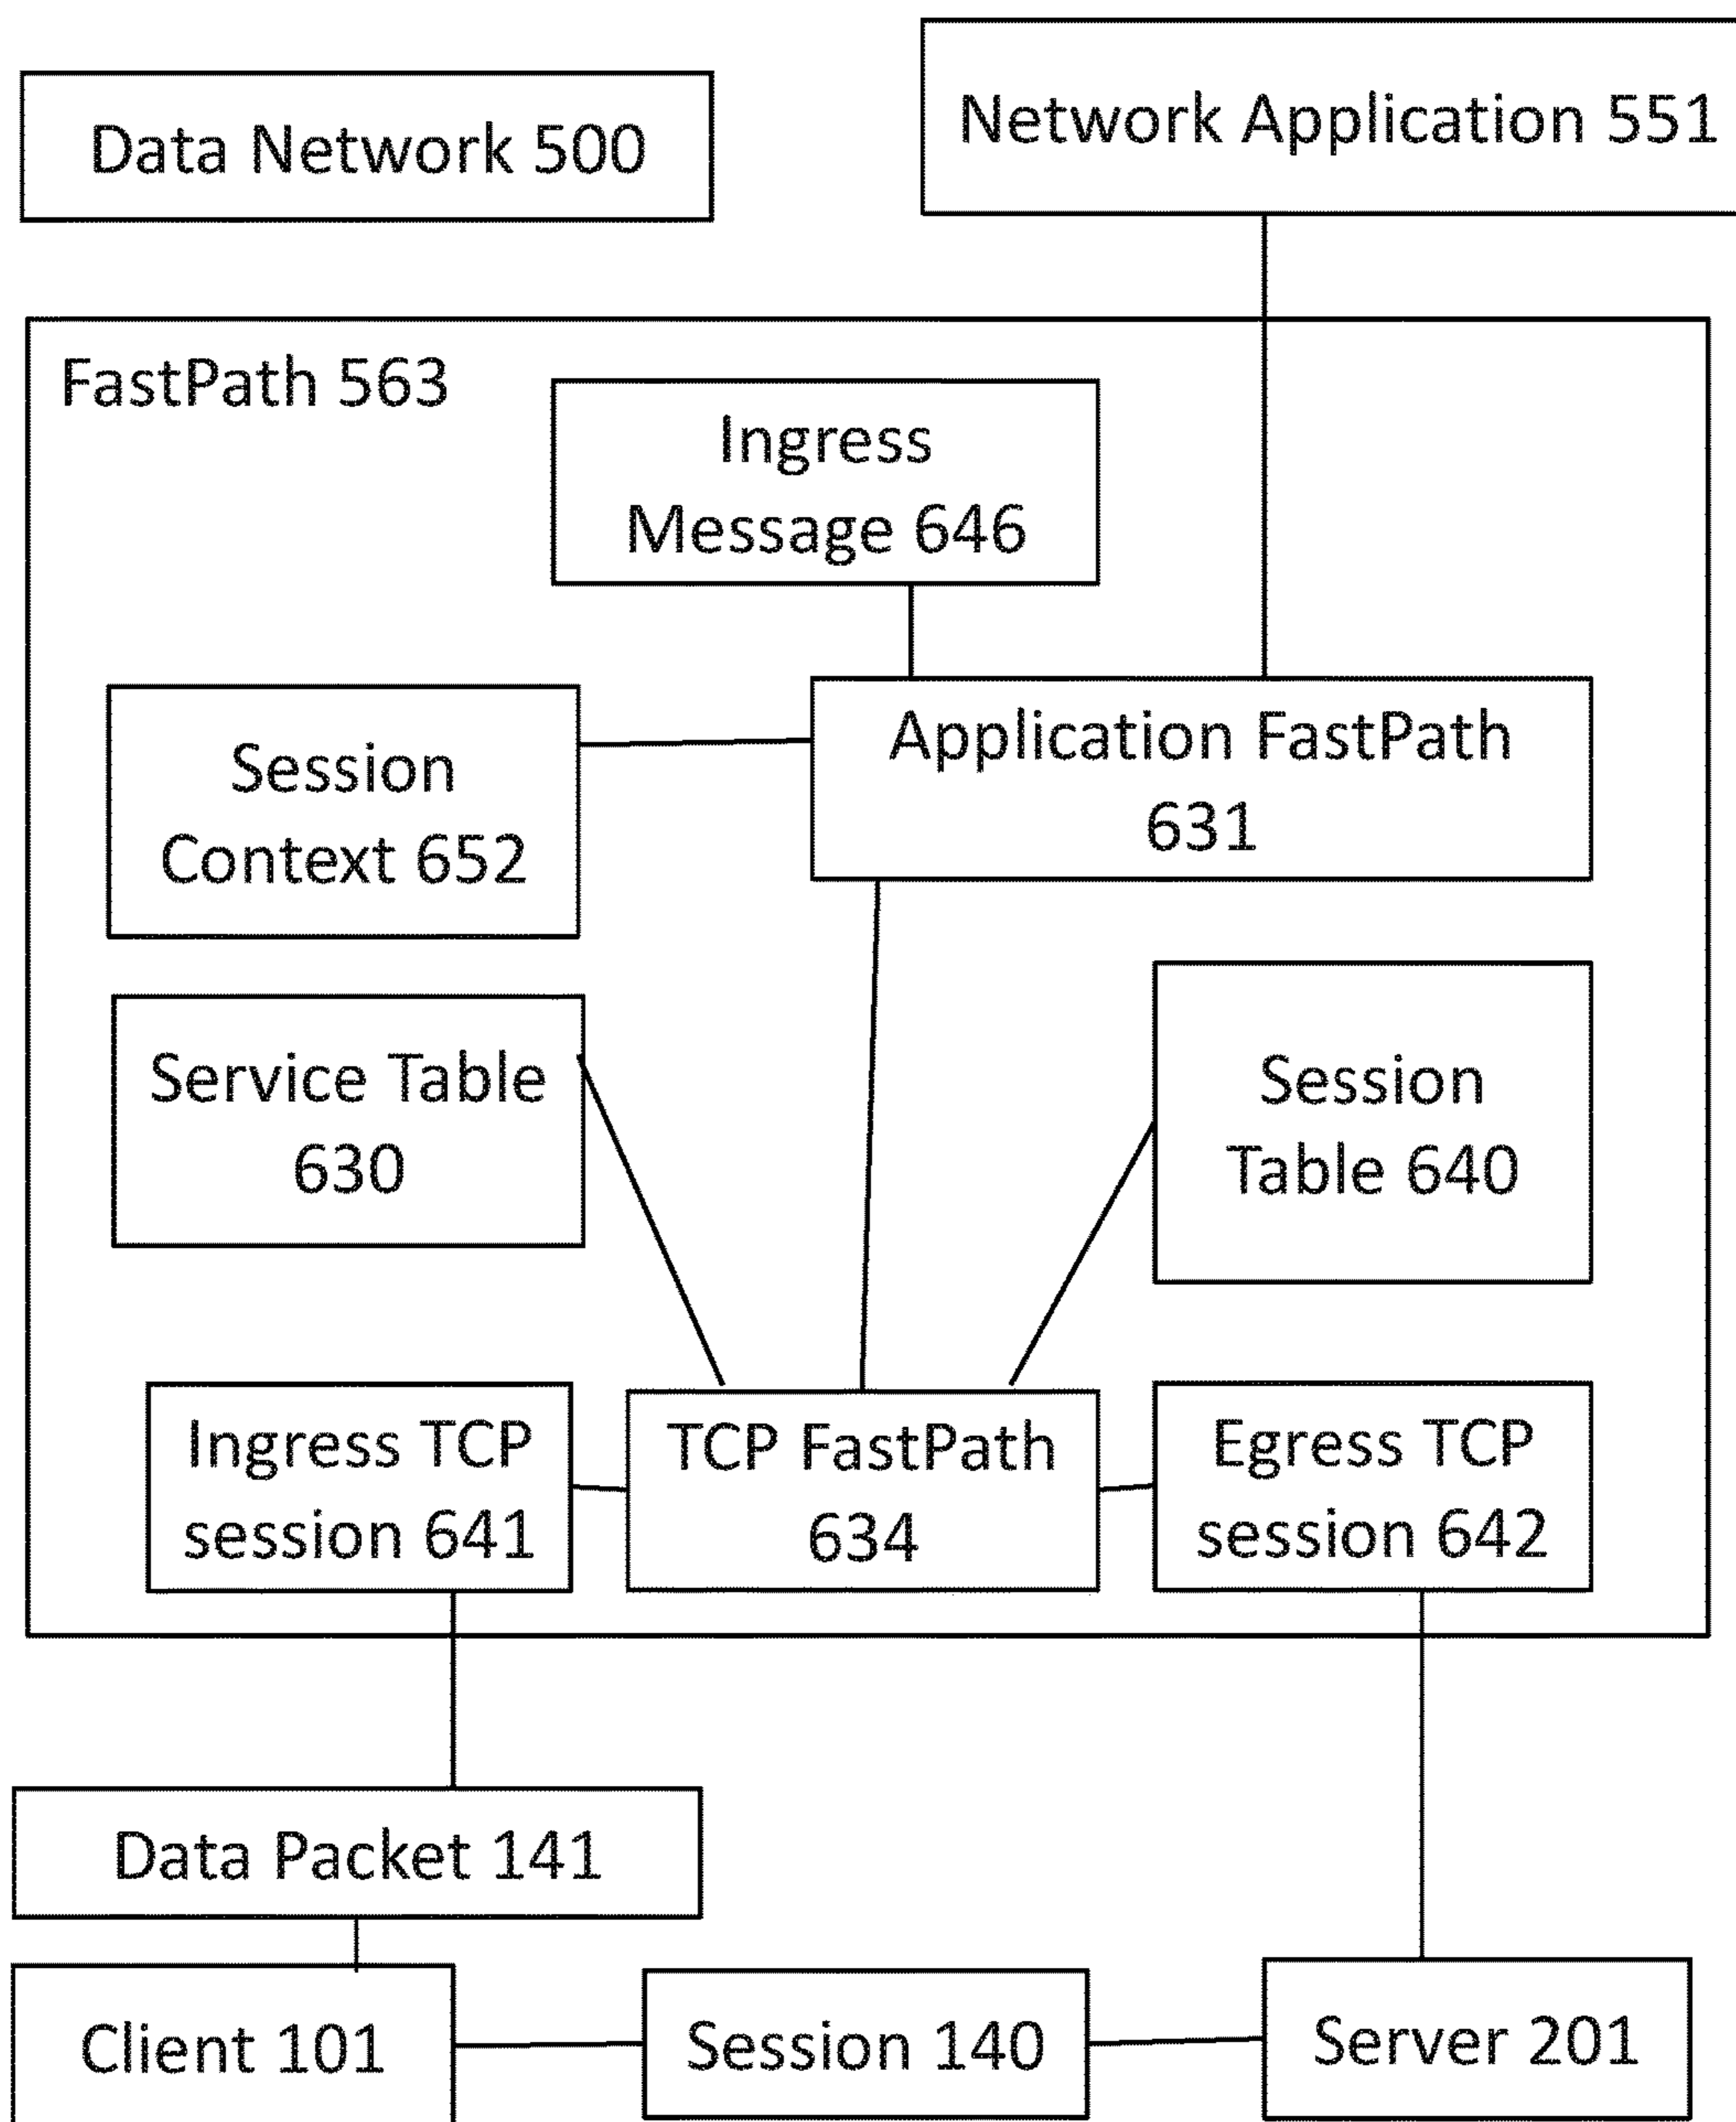 Data Network 500
Network Application 551
FastPath 563
Ingress
Message 646
Session
Context 652
Application FastPath
631
Service Table
630
Session
Table 640
Ingress TCP
session 641
TCP FastPath
634
Egress TCP
session 642
Data Packet 141
Client 101
Session 140
Server 201